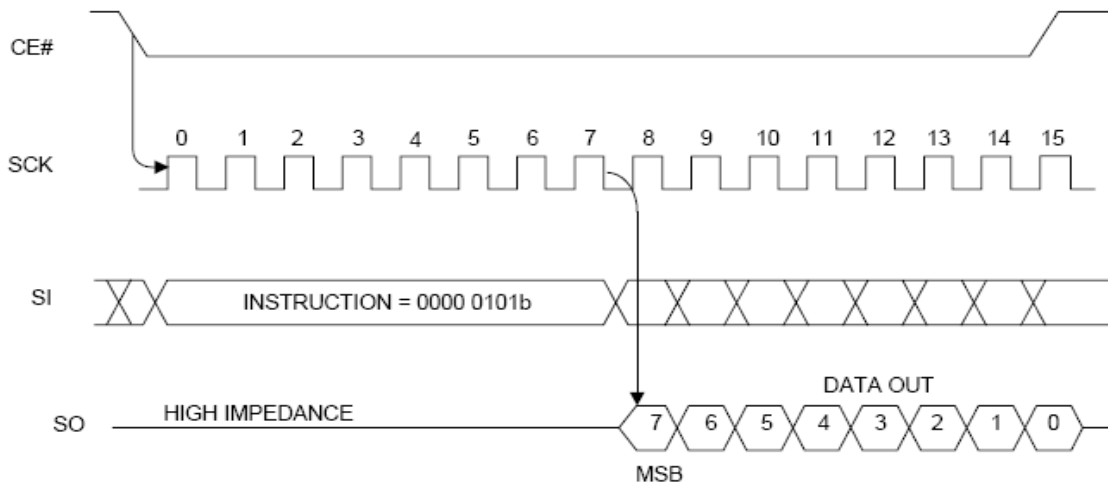 CE#
0 1 2 3 4 5 6 7 8 9 10 11 12 13 14 15
SCK
SI INSTRUCTION = 0000 0101b
DATA OUT
HIGH IMPEDANCE
SO 7 6 5 4 3 2 1 0
MSB